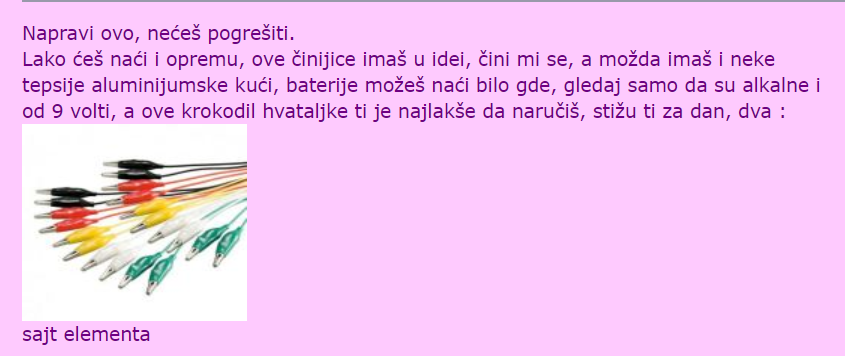 Napravi ovo, nećeš pogrešiti.
Lako ćeš naći i opremu, ove činijice imaš u idei, čini mi se, a možda imaš i neke
tepsije aluminijumske kući, baterije možeš naći bilo gde, gledaj samo da su alkalne i
od 9 volti, a ove krokodil hvataljke ti je najlakše da naručiš, stižu ti za dan, dva :
sajt elementa